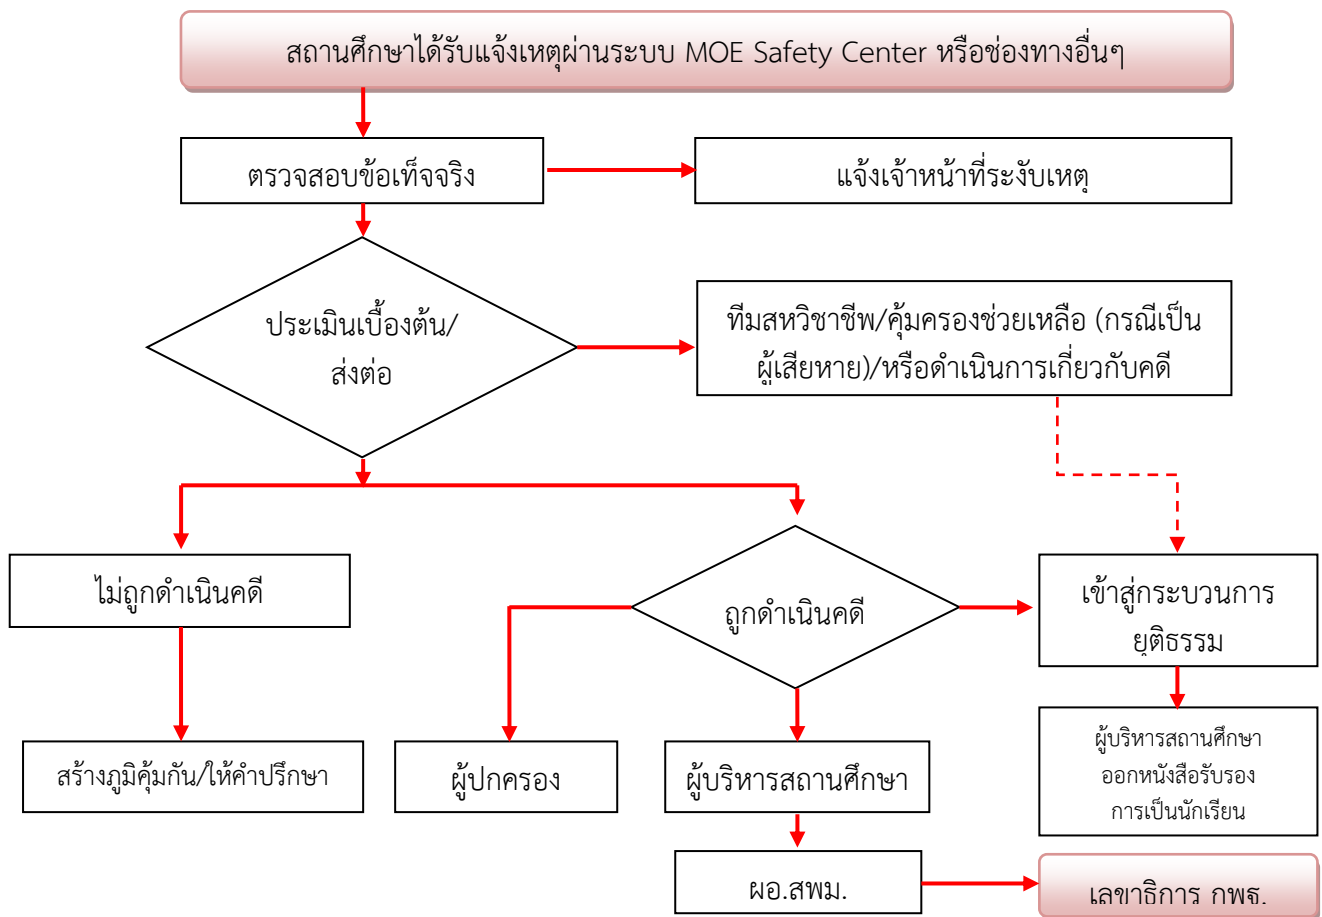 สถานศึกษาได้รับแจ้งเหตุผ่านระบบ MOE Safety Center หรือช่องทางอื่นๆ
ตรวจสอบข้อเท็จจริง
แจ้งเจ้าหน้าที่ระงับเหตุ
ประเมินเบื้องต้น/
ส่งต่อ
ทีมสหวิชาชีพ/คุ้มครองช่วยเหลือ (กรณีเป็น
ผู้เสียหาย)/หรือดำเนินการเกี่ยวกับคดี
ไม่ถูกดำเนินคดี
ถูกดำเนินคดี
เข้าสู่กระบวนการ
ยุติธรรม
สร้างภูมิคุ้มกัน/ให้คำปรึกษา
ผู้ปกครอง
ผู้บริหารสถานศึกษา
ผู้บริหารสถานศึกษา
ออกหนังสือรับรอง
การเป็นนักเรียน
ผอ.สพม.
เลขาธิการ กพฐ.